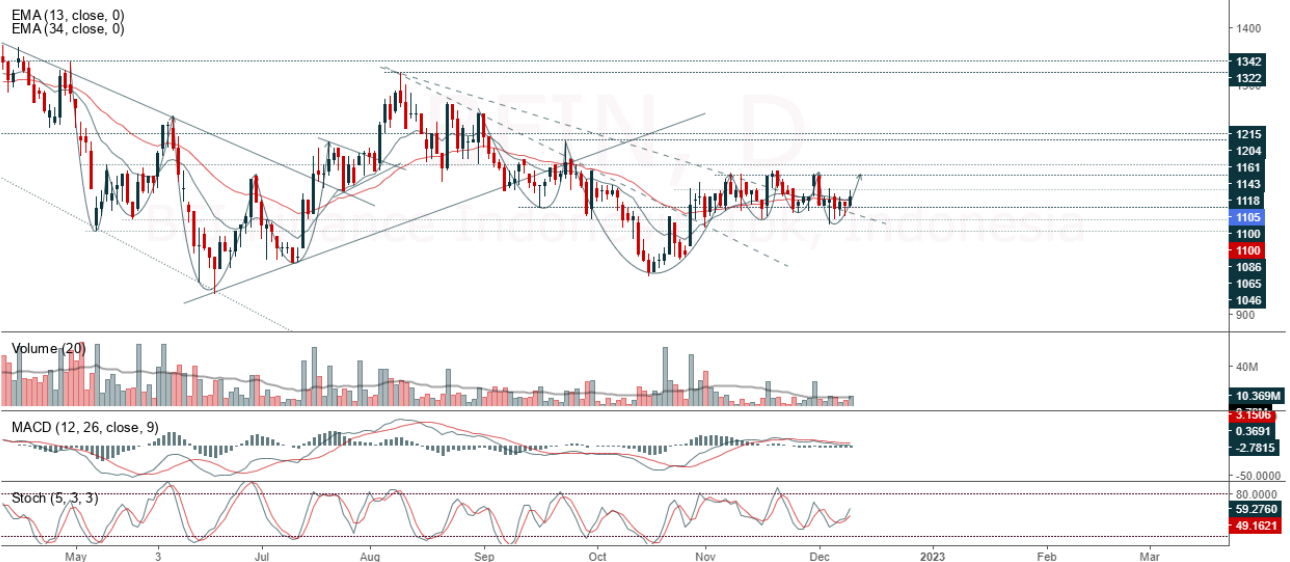 EMA (13, close, 0)
EMA (34, close, 0)
1400
1342
1322
1215
1204
1161
1143
1118
1105
1100
1100
1086
1065
1046
900
Volume (20)
40M
10.369M
3.1506
MACD (12, 26, close, 9)
0.3691
-2.7815
-50.0000
Stoch (5, 3, 3)
80.0000
59.2760
49.1621
May
3
Jul
Aug
Sep
Oct
Nov
Dec
2023
Feb
Mar